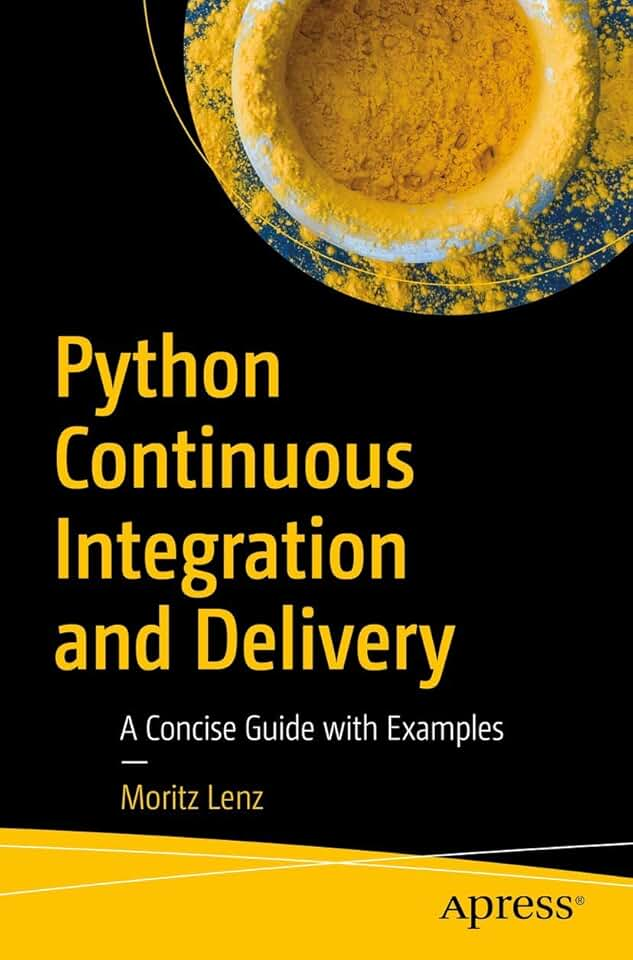 Python
Continuous
Integration
and Delivery
A Concise Guide with Examples
Moritz Lenz
Apress®